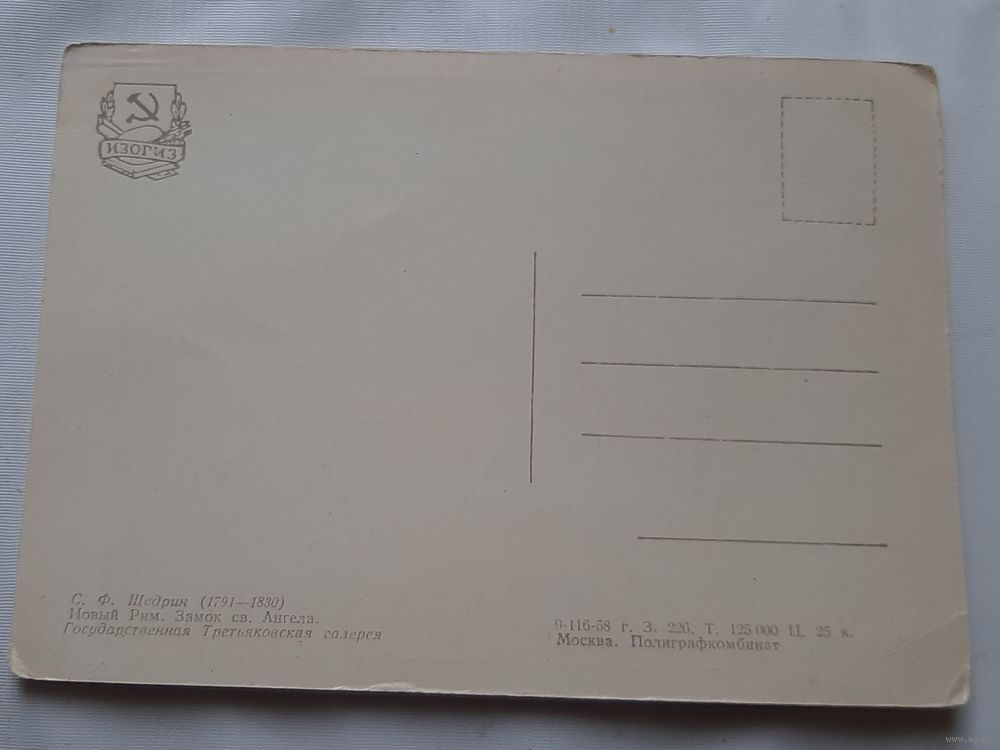 ИЗОГИЗ
С. Ф. Щедрин (1791—1830)
Новый Рим. Замок св. Ангела.
Государственная Третьяковская галерея
9-116-58 г. З. 226. Т. 125 000 Ц. 25 к.
Москва. Полиграфкомбинат